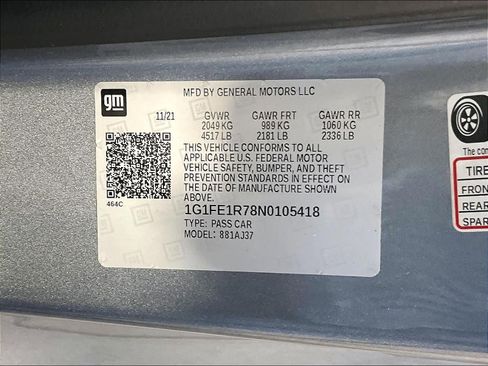 gm
MFD BY GENERAL MOTORS LLC
11/21 GVWR GAWR FRT GAWR RR
2049 KG 989 KG 1060 KG
4517 LB 2181 LB 2336 LB
THIS VEHICLE CONFORMS TO ALL
APPLICABLE U.S. FEDERAL MOTOR
VEHICLE SAFETY, BUMPER, AND THEFT
PREVENTION STANDARDS IN EFFECT ON
THE DATE OF MANUFACTURE SHOWN
ABOVE.
464C
1G1FE1R78N0105418
TYPE: PASS CAR
MODEL: 881AJ37
The
FRON
REAR
SPAR